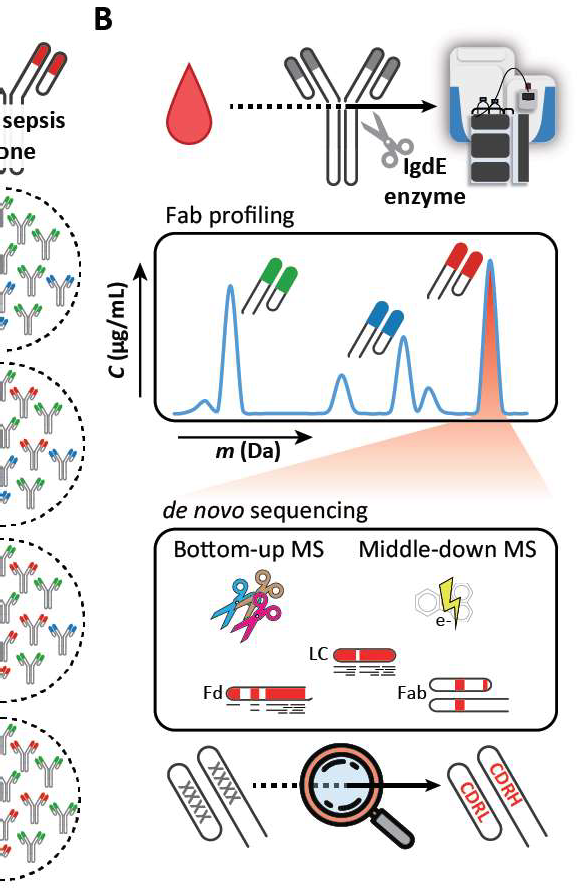 B
sepsis
IgdE
enzyme
Fab profiling
C (µg/mL)
m (Da)
de novo sequencing
Bottom-up MS
Middle-down MS
e-
LC
Fd
Fab
XXXX
XXXX
CDRL
CDRH